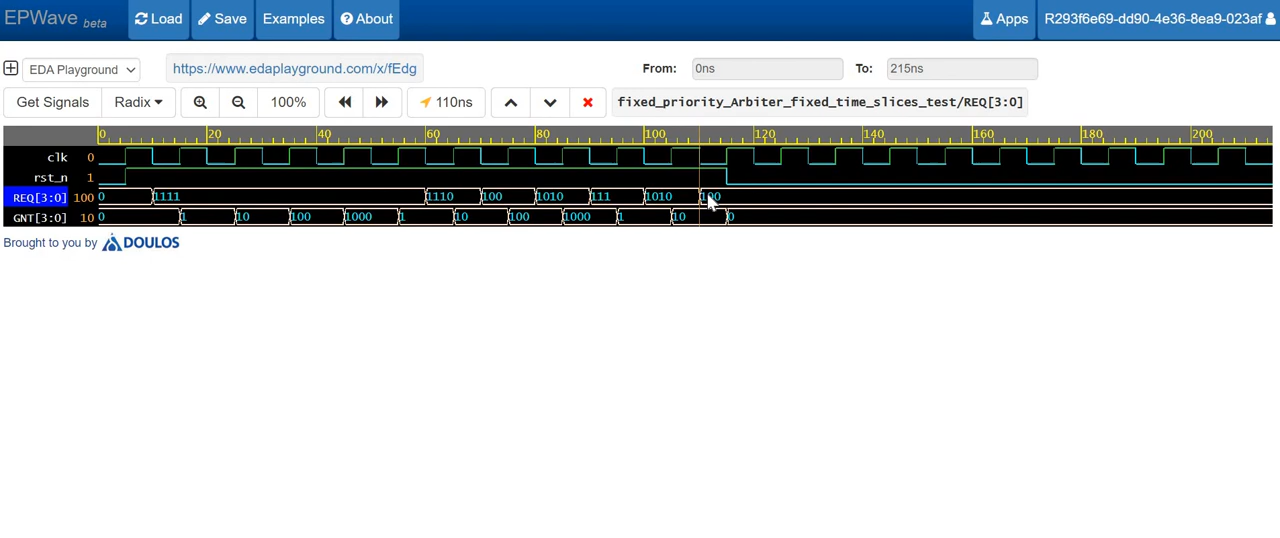 EPWave beta Load Save Examples About Apps R293f6e69-dd90-4e36-8ea9-023af
EDA Playground https://www.edaplayground.com/x/fEdg From: 0ns To: 215ns
Get Signals Radix 100% 110ns fixed_priority_Arbiter_fixed_time_slices_test/REQ[3:0]
0 20 40 60 80 100 120 140 160 180 200
clk 0
rst_n 1
REQ[3:0] 100 0 1111 1110 100 1010 111 1010 100
GNT[3:0] 10 0 1 10 100 1000 1 10 100 1000 1 10 0
Brought to you by DOULOS